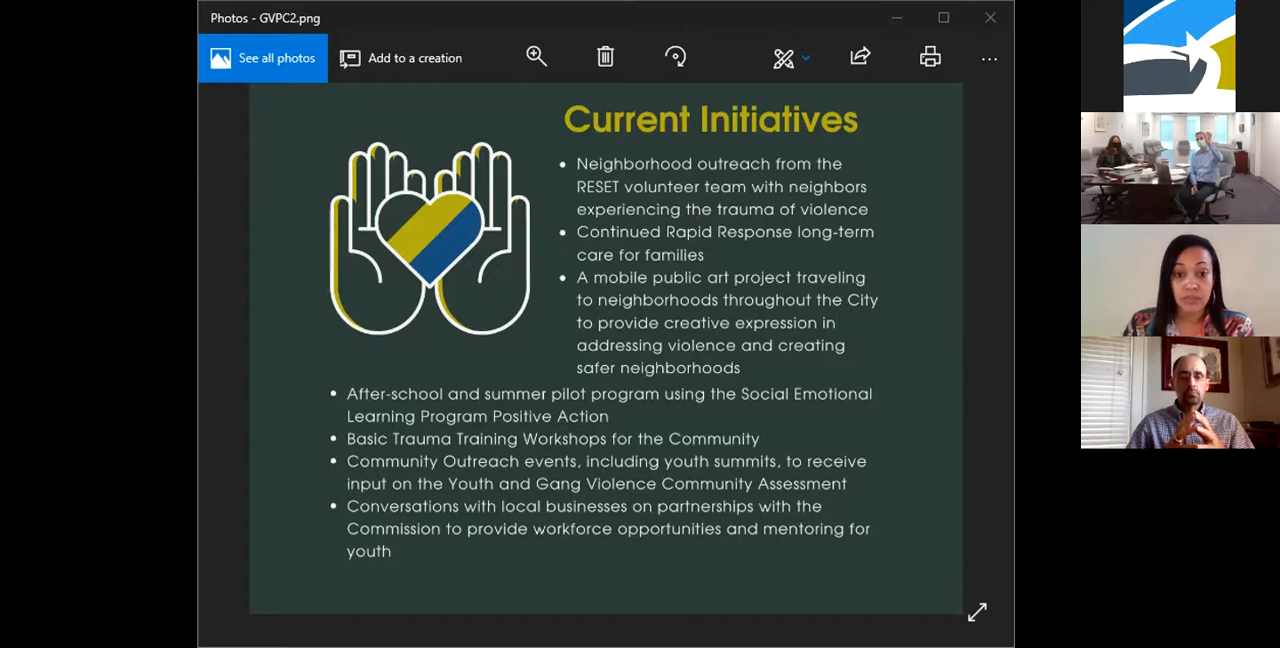 Photos - GVPC2.png
See all photos
Add to a creation
Current Initiatives
• Neighborhood outreach from the
RESET volunteer team with neighbors
experiencing the trauma of violence
• Continued Rapid Response long-term
care for families
• A mobile public art project traveling
to neighborhoods throughout the City
to provide creative expression in
addressing violence and creating
safer neighborhoods
• After-school and summer pilot program using the Social Emotional
Learning Program Positive Action
• Basic Trauma Training Workshops for the Community
• Community Outreach events, including youth summits, to receive
input on the Youth and Gang Violence Community Assessment
• Conversations with local businesses on partnerships with the
Commission to provide workforce opportunities and mentoring for
youth